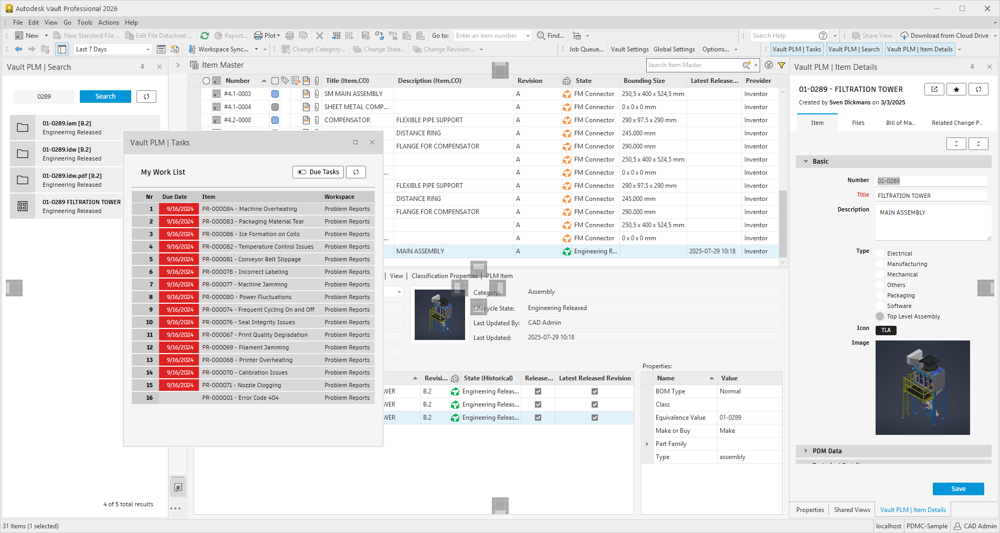 Autodesk Vault Professional 2026
File Edit View Go Tools Actions Help
New New Standard File ... Edit File Datasheet ... Report... Plot Go to: Enter an item number Find... Search Help Share View Download from Cloud Drive
Last 7 Days Workspace Sync... Change Category... Change State... Change Revision... Job Queue... Vault Settings Global Settings Options... Vault PLM | Tasks Vault PLM | Search Vault PLM | Item Details
Vault PLM | Search
0289 Search
01-0289.iam [B.2]
Engineering Released
01-0289.idw [B.2]
Engineering Released
01-0289.idw.pdf [B.2]
Engineering Released
01-0289 FILTRATION TOWER
Engineering Released
4 of 5 total results
Vault PLM | Tasks
My Work List Due Tasks
Nr Due Date Item Workspace
1 9/16/2024 PR-000084 - Machine Overheating Problem Reports
2 9/16/2024 PR-000083 - Packaging Material Tear Problem Reports
3 9/16/2024 PR-000086 - Ice Formation on Coils Problem Reports
4 9/16/2024 PR-000082 - Temperature Control Issues Problem Reports
5 9/16/2024 PR-000081 - Conveyor Belt Slippage Problem Reports
6 9/16/2024 PR-000078 - Incorrect Labeling Problem Reports
7 9/16/2024 PR-000077 - Machine Jamming Problem Reports
8 9/16/2024 PR-000080 - Power Fluctuations Problem Reports
9 9/16/2024 PR-000074 - Frequent Cycling On and Off Problem Reports
10 9/16/2024 PR-000076 - Seal Integrity Issues Problem Reports
11 9/16/2024 PR-000067 - Print Quality Degradation Problem Reports
12 9/16/2024 PR-000069 - Filament Jamming Problem Reports
13 9/16/2024 PR-000068 - Printer Overheating Problem Reports
14 9/16/2024 PR-000070 - Calibration Issues Problem Reports
15 9/16/2024 PR-000071 - Nozzle Clogging Problem Reports
16 PR-000001 - Error Code 404 Problem Reports
Item Master Search Item Master
Number Title (Item,CO) Description (Item,CO) Revision State Bounding Size Latest Release... Provider
#4.1-0003 SM MAIN ASSEMBLY A FM Connector 250,5 x 400 x 524,5 mm Inventor
#4.1-0004 SHEET METAL COMP... A FM Connector 0 x 0 x 0 mm Inventor
#4.2-0000 COMPENSATOR FLEXIBLE PIPE SUPPORT A FM Connector 290 x 97.5 x 290 mm Inventor
DISTANCE RING A FM Connector 245.000 mm Inventor
FLANGE FOR COMPENSATOR A FM Connector 290.000 mm Inventor
A FM Connector 250,5 x 400 x 524,5 mm Inventor
... A FM Connector 0 x 0 x 0 mm Inventor
FLEXIBLE PIPE SUPPORT A FM Connector 290 x 97.5 x 290 mm Inventor
DISTANCE RING A FM Connector 245.000 mm Inventor
FLANGE FOR COMPENSATOR A FM Connector 290.000 mm Inventor
A FM Connector 250,5 x 400 x 524,5 mm Inventor
... A FM Connector 0 x 0 x 0 mm Inventor
MAIN ASSEMBLY A Engineering R... 2025-07-29 10:18 Inventor
View | Classification Properties | PLM Item
Category: Assembly
Lifecycle State: Engineering Released
Last Updated By: CAD Admin
Last Updated: 2025-07-29 10:18
Revisi... State (Historical) Release... Latest Released Revision
WER B.2 Engineering Releas...
WER B.2 Engineering Releas...
WER B.2 Engineering Releas...
Properties:
Name Value
BOM Type Normal
Class
Equivalence Value 01-0289
Make or Buy Make
Part Family
Type assembly
Vault PLM | Item Details
01-0289 - FILTRATION TOWER
Created by Sven Dickmans on 3/3/2025
Item Files Bill of Ma... Related Change P...
Basic
Number 01-0289
Title FILTRATION TOWER
Description MAIN ASSEMBLY
Type
Electrical
Manufacturing
Mechanical
Others
Packaging
Software
Top Level Assembly
Icon TLA
Image
PDM Data
Save
Properties Shared Views Vault PLM | Item Details
31 Items (1 selected) localhost PDMC-Sample CAD Admin